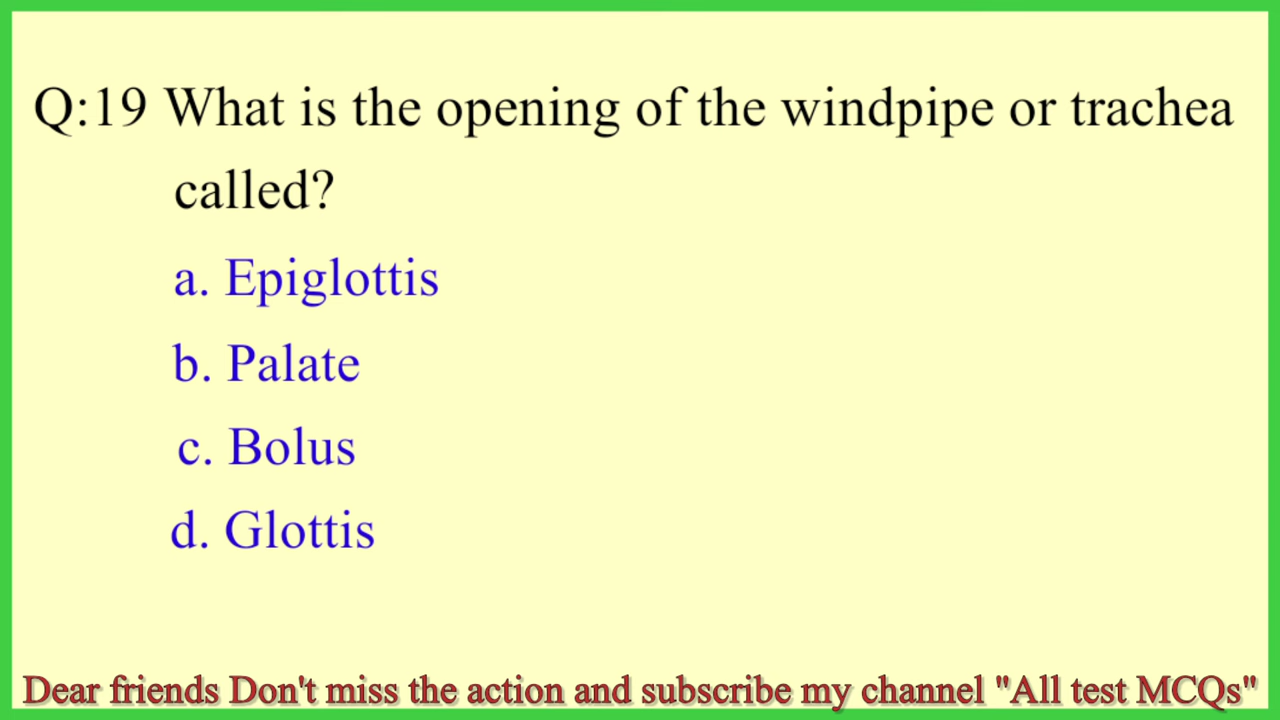 Q:19 What is the opening of the windpipe or trachea
called?
a. Epiglottis
b. Palate
c. Bolus
d. Glottis
Dear friends Don't miss the action and subscribe my channel "All test MCQs"